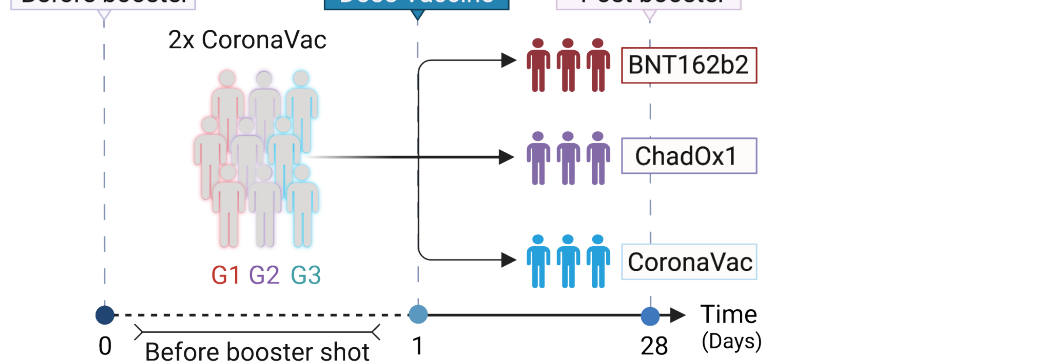 Before booster
Dose vaccine
Post booster
2x CoronaVac
BNT162b2
ChadOx1
CoronaVac
G1 G2 G3
Time
(Days)
0
1
28
Before booster shot